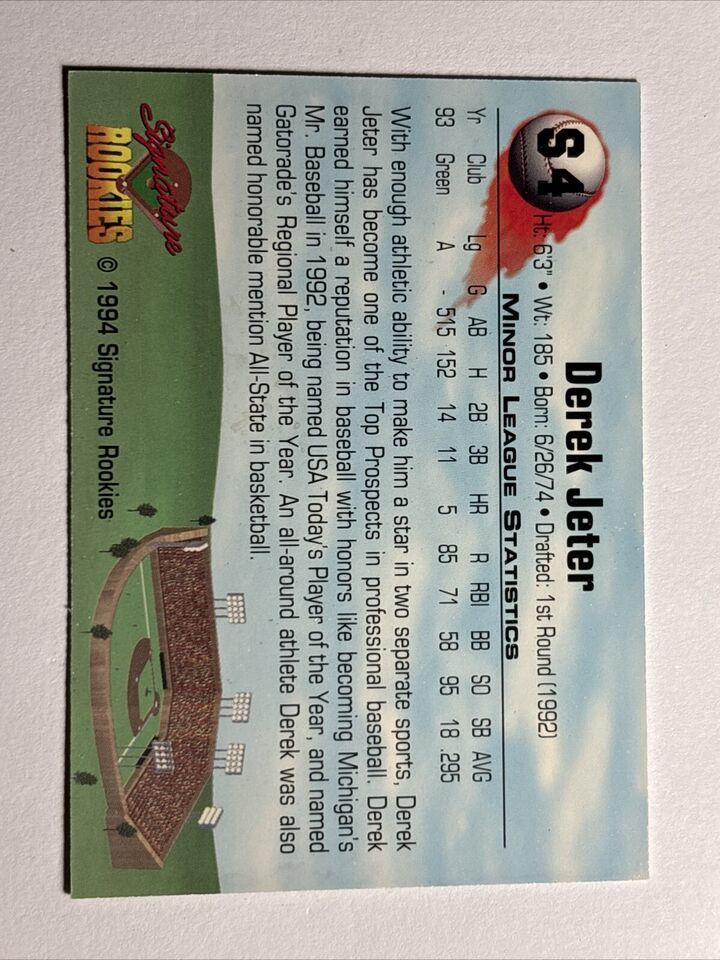 S4
Derek Jeter
Ht: 6'3" • Wt: 185 • Born: 6/26/74 • Drafted: 1st Round (1992)
MINOR LEAGUE STATISTICS
Yr Club Lg G AB H 2B 3B HR R RBI BB SO SB AVG
93 Green A - 515 152 14 11 5 85 71 58 95 18 .295
With enough athletic ability to make him a star in two separate sports, Derek
Jeter has become one of the Top Prospects in professional baseball. Derek
earned himself a reputation in baseball with honors like becoming Michigan's
Mr. Baseball in 1992, being named USA Today's Player of the Year, and named
Gatorade's Regional Player of the Year. An all-around athlete Derek was also
named honorable mention All-State in basketball.
Signature
ROOKIES
© 1994 Signature Rookies